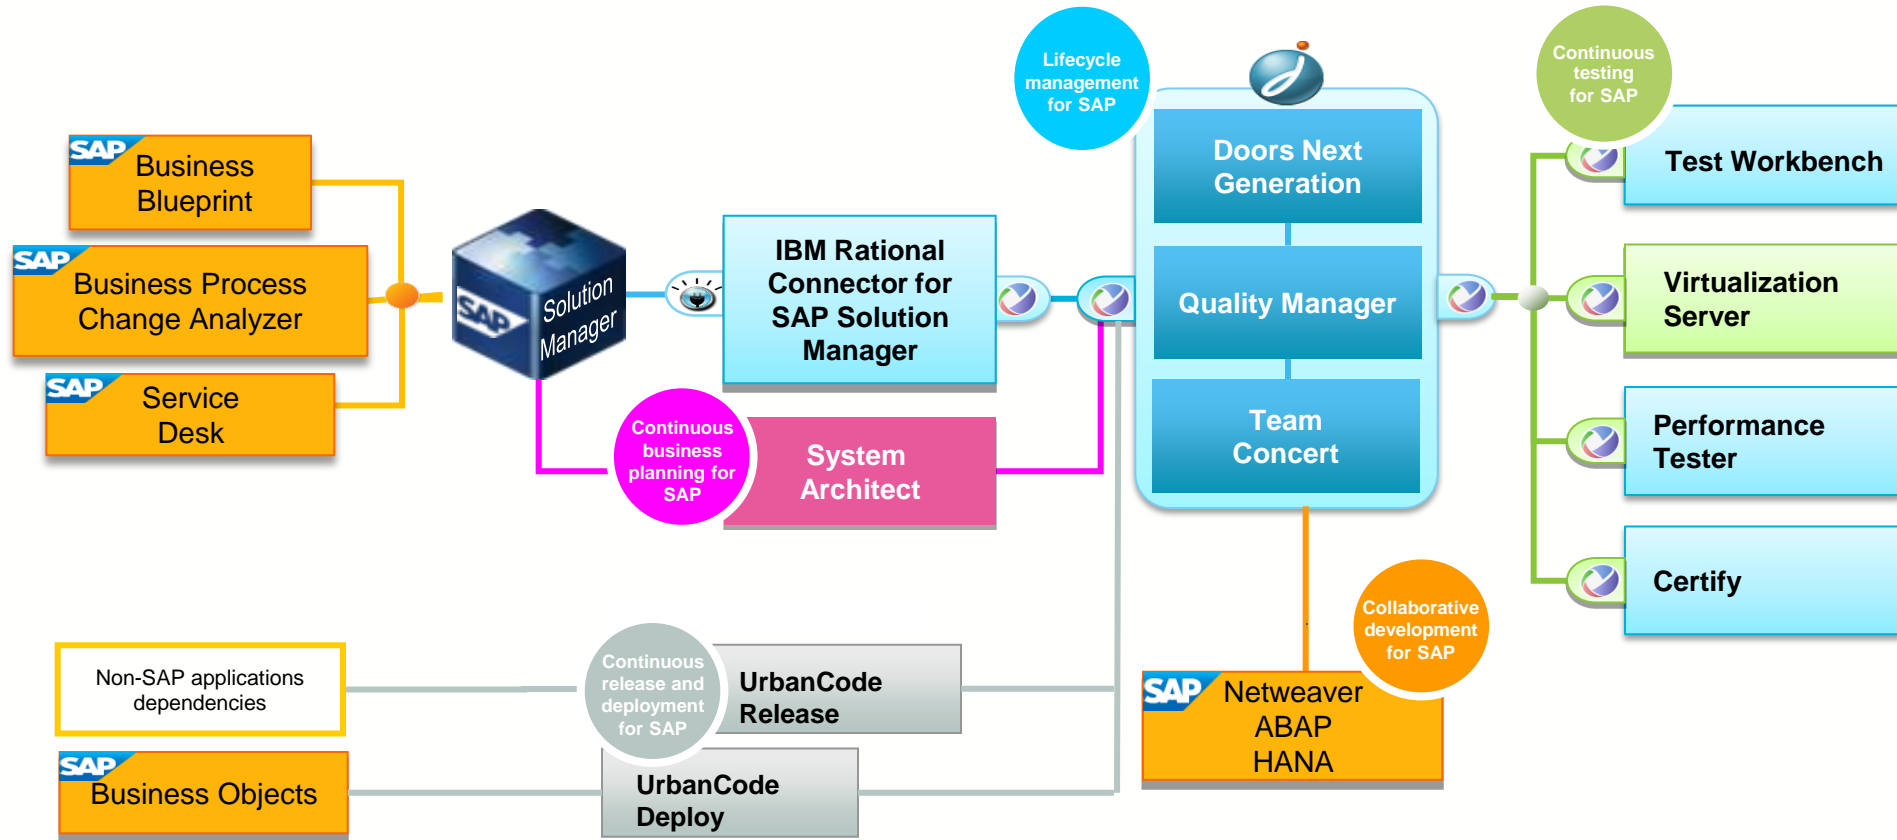 SAP
Business
Blueprint
SAP
Business Process
Change Analyzer
SAP
Service
Desk
SAP
Solution
Manager
IBM Rational
Connector for
SAP Solution
Manager
Continuous
business
planning for
SAP
System
Architect
Lifecycle
management
for SAP
Doors Next
Generation
Quality Manager
Team
Concert
Continuous
testing
for SAP
Test Workbench
Virtualization
Server
Performance
Tester
Certify
Non-SAP applications
dependencies
Continuous
release and
deployment
for SAP
UrbanCode
Release
SAP
Business Objects
UrbanCode
Deploy
Collaborative
development
for SAP
SAP
Netweaver
ABAP
HANA